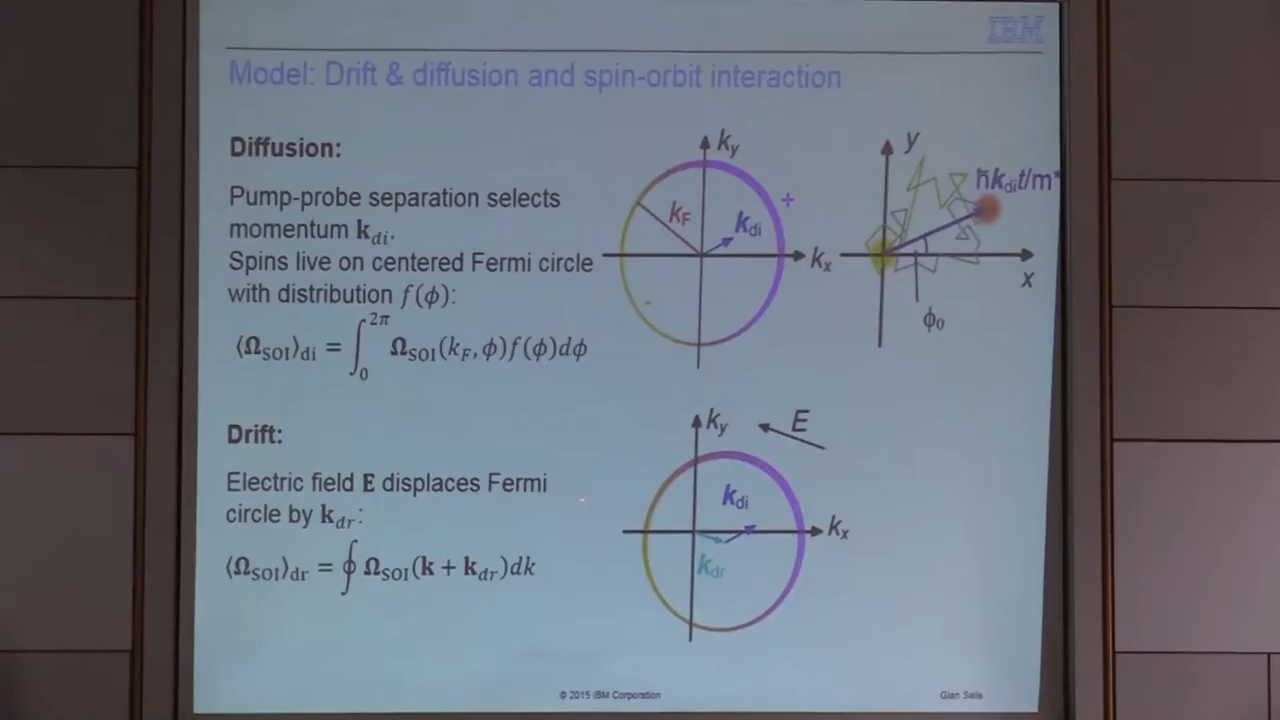 IBM
Model: Drift & diffusion and spin-orbit interaction
Diffusion:
Pump-probe separation selects
momentum k_di.
Spins live on centered Fermi circle
with distribution f(ϕ):
⟨Ω_SOI⟩_di = ∫_0^2π Ω_SOI(k_F, ϕ)f(ϕ)dϕ
k_y
+
k_F
k_di
k_x
-
y
ħk_di t/m*
x
ϕ_0
Drift:
Electric field E displaces Fermi
circle by k_dr:
⟨Ω_SOI⟩_dr = ∮ Ω_SOI(k + k_dr)dk
k_y
E
k_di
k_x
k_dr
© 2015 IBM Corporation
Gian Salis